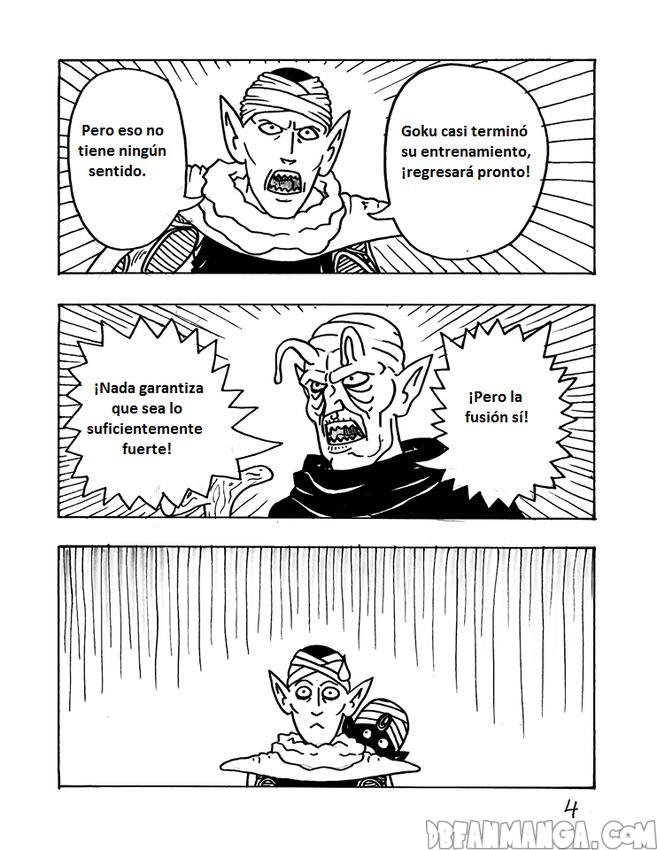 Pero eso no
tiene ningún
sentido.
Goku casi terminó
su entrenamiento,
¡regresará pronto!
¡Nada garantiza
que sea lo
suficientemente
fuerte!
¡Pero la
fusión sí!
4
DBFANMANGA.COM